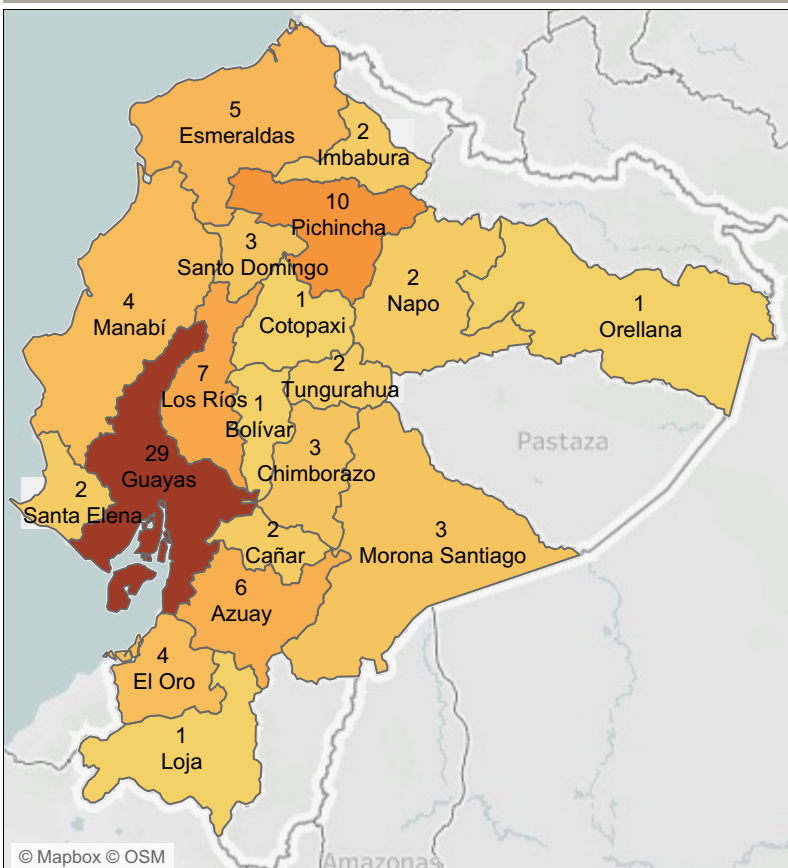 5
Esmeraldas
2
Imbabura
10
Pichincha
3
Santo Domingo
4
Manabí
1
Cotopaxi
2
Napo
1
Orellana
7
Los Ríos
2
Tungurahua
1
Bolívar
Pastaza
29
Guayas
3
Chimborazo
2
Santa Elena
2
Cañar
3
Morona Santiago
6
Azuay
4
El Oro
1
Loja
© Mapbox © OSM
Amazonas